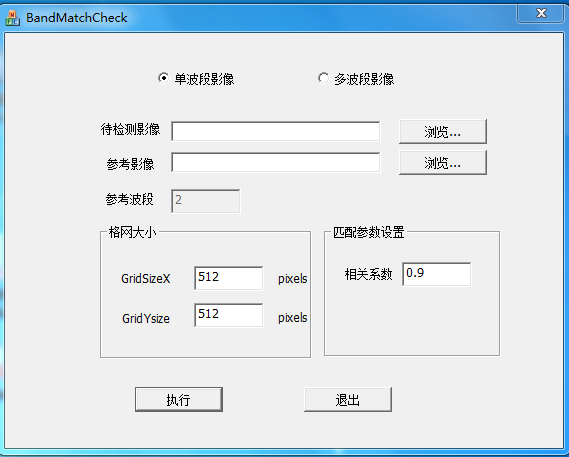 BandMatchCheck
单波段影像 多波段影像
待检测影像 浏览...
参考影像 浏览...
参考波段 2
格网大小 匹配参数设置
GridSizeX 512 pixels 相关系数 0.9
GridYsize 512 pixels
执行 退出